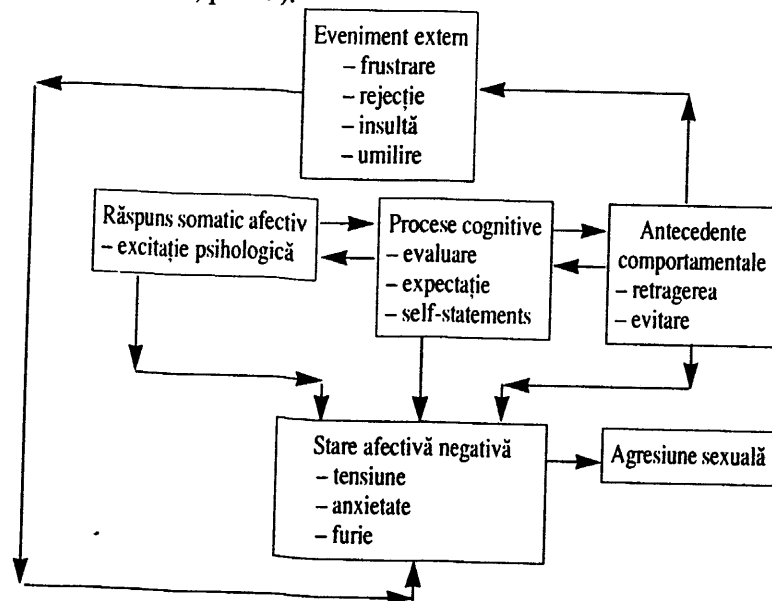 Eveniment extern
– frustrare
– rejecție
– insultă
– umilire
Răspuns somatic afectiv
– excitație psihologică
Procese cognitive
– evaluare
– expectație
– self-statements
Antecedente
comportamentale
– retragerea
– evitare
Stare afectivă negativă
– tensiune
– anxietate
– furie
Agresiune sexuală